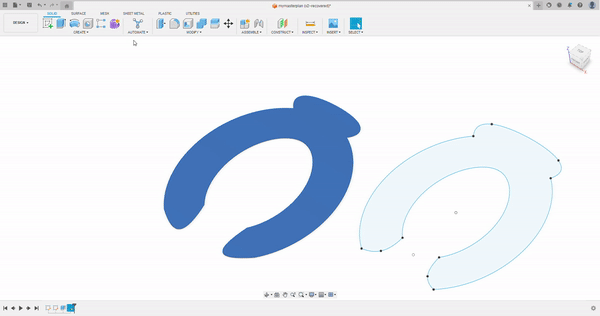 mymasterplan (v2~recovered)*
SOLID SURFACE MESH SHEET METAL PLASTIC UTILITIES
DESIGN
CREATE AUTOMATE MODIFY ASSEMBLE CONSTRUCT INSPECT INSERT SELECT